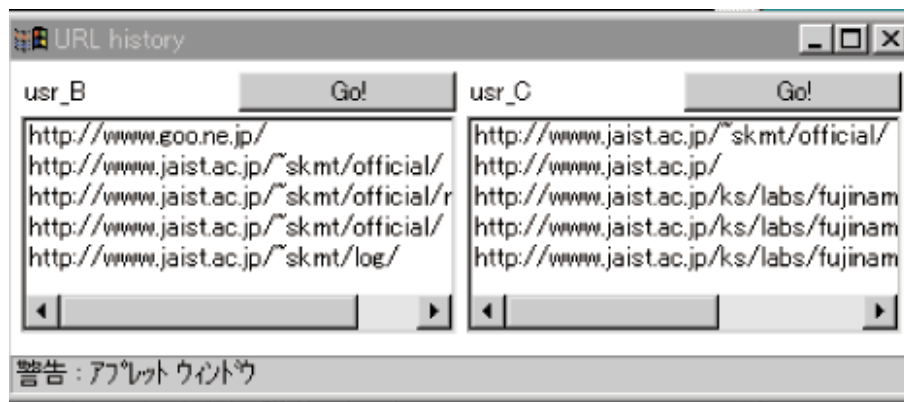 URL history
usr_B
Go!
usr_C
Go!
http://www.goo.ne.jp/
http://www.jaist.ac.jp/~skmt/official/
http://www.jaist.ac.jp/~skmt/official/r
http://www.jaist.ac.jp/~skmt/official/
http://www.jaist.ac.jp/~skmt/log/
http://www.jaist.ac.jp/~skmt/official/
http://www.jaist.ac.jp/
http://www.jaist.ac.jp/ks/labs/fujinam
http://www.jaist.ac.jp/ks/labs/fujinam
http://www.jaist.ac.jp/ks/labs/fujinam
警告 : アプレット ウィンドウ